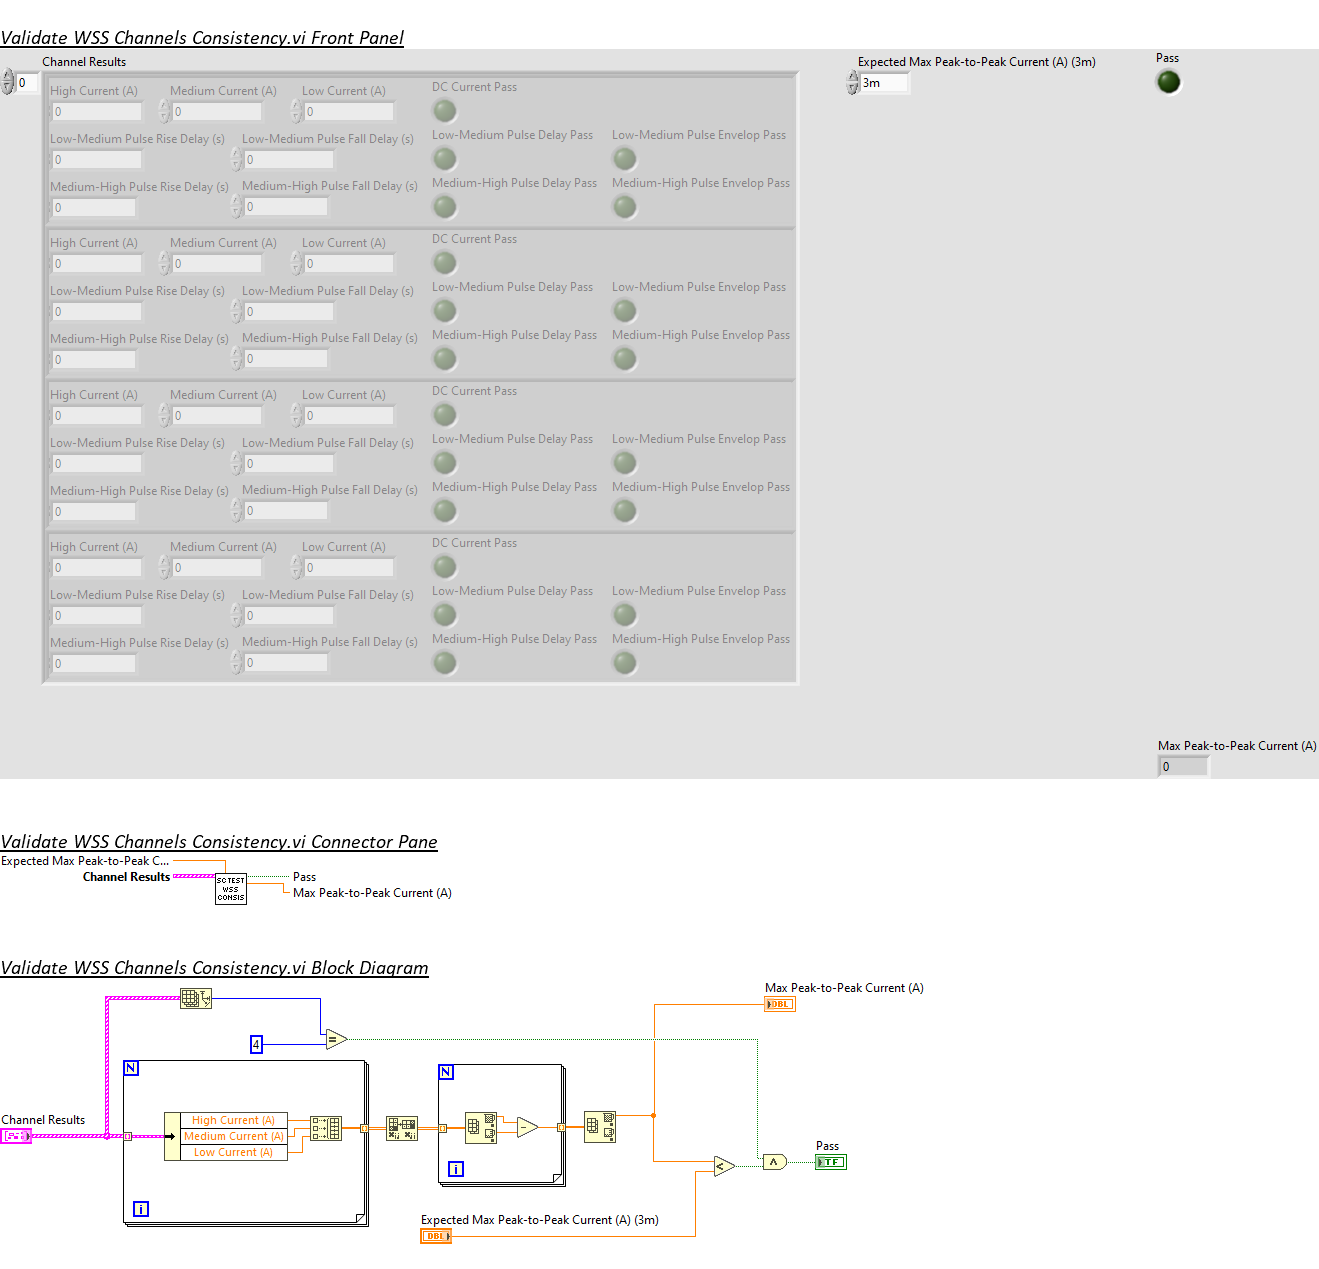 Validate WSS Channels Consistency.vi Front Panel
Channel Results
Expected Max Peak-to-Peak Current (A) (3m)
Pass
0
3m
High Current (A) Medium Current (A) Low Current (A) DC Current Pass
0 0 0
Low-Medium Pulse Rise Delay (s) Low-Medium Pulse Fall Delay (s) Low-Medium Pulse Delay Pass Low-Medium Pulse Envelop Pass
0 0
Medium-High Pulse Rise Delay (s) Medium-High Pulse Fall Delay (s) Medium-High Pulse Delay Pass Medium-High Pulse Envelop Pass
0 0
High Current (A) Medium Current (A) Low Current (A) DC Current Pass
0 0 0
Low-Medium Pulse Rise Delay (s) Low-Medium Pulse Fall Delay (s) Low-Medium Pulse Delay Pass Low-Medium Pulse Envelop Pass
0 0
Medium-High Pulse Rise Delay (s) Medium-High Pulse Fall Delay (s) Medium-High Pulse Delay Pass Medium-High Pulse Envelop Pass
0 0
High Current (A) Medium Current (A) Low Current (A) DC Current Pass
0 0 0
Low-Medium Pulse Rise Delay (s) Low-Medium Pulse Fall Delay (s) Low-Medium Pulse Delay Pass Low-Medium Pulse Envelop Pass
0 0
Medium-High Pulse Rise Delay (s) Medium-High Pulse Fall Delay (s) Medium-High Pulse Delay Pass Medium-High Pulse Envelop Pass
0 0
High Current (A) Medium Current (A) Low Current (A) DC Current Pass
0 0 0
Low-Medium Pulse Rise Delay (s) Low-Medium Pulse Fall Delay (s) Low-Medium Pulse Delay Pass Low-Medium Pulse Envelop Pass
0 0
Medium-High Pulse Rise Delay (s) Medium-High Pulse Fall Delay (s) Medium-High Pulse Delay Pass Medium-High Pulse Envelop Pass
0 0
Max Peak-to-Peak Current (A)
0
Validate WSS Channels Consistency.vi Connector Pane
Expected Max Peak-to-Peak C...
Channel Results
SC TEST
WSS
CONSIS
Pass
Max Peak-to-Peak Current (A)
Validate WSS Channels Consistency.vi Block Diagram
Max Peak-to-Peak Current (A)
DBL
4
=
N
N
Channel Results
High Current (A)
Medium Current (A)
Low Current (A)
i
i
-
<
Pass
TF
Expected Max Peak-to-Peak Current (A) (3m)
DBL